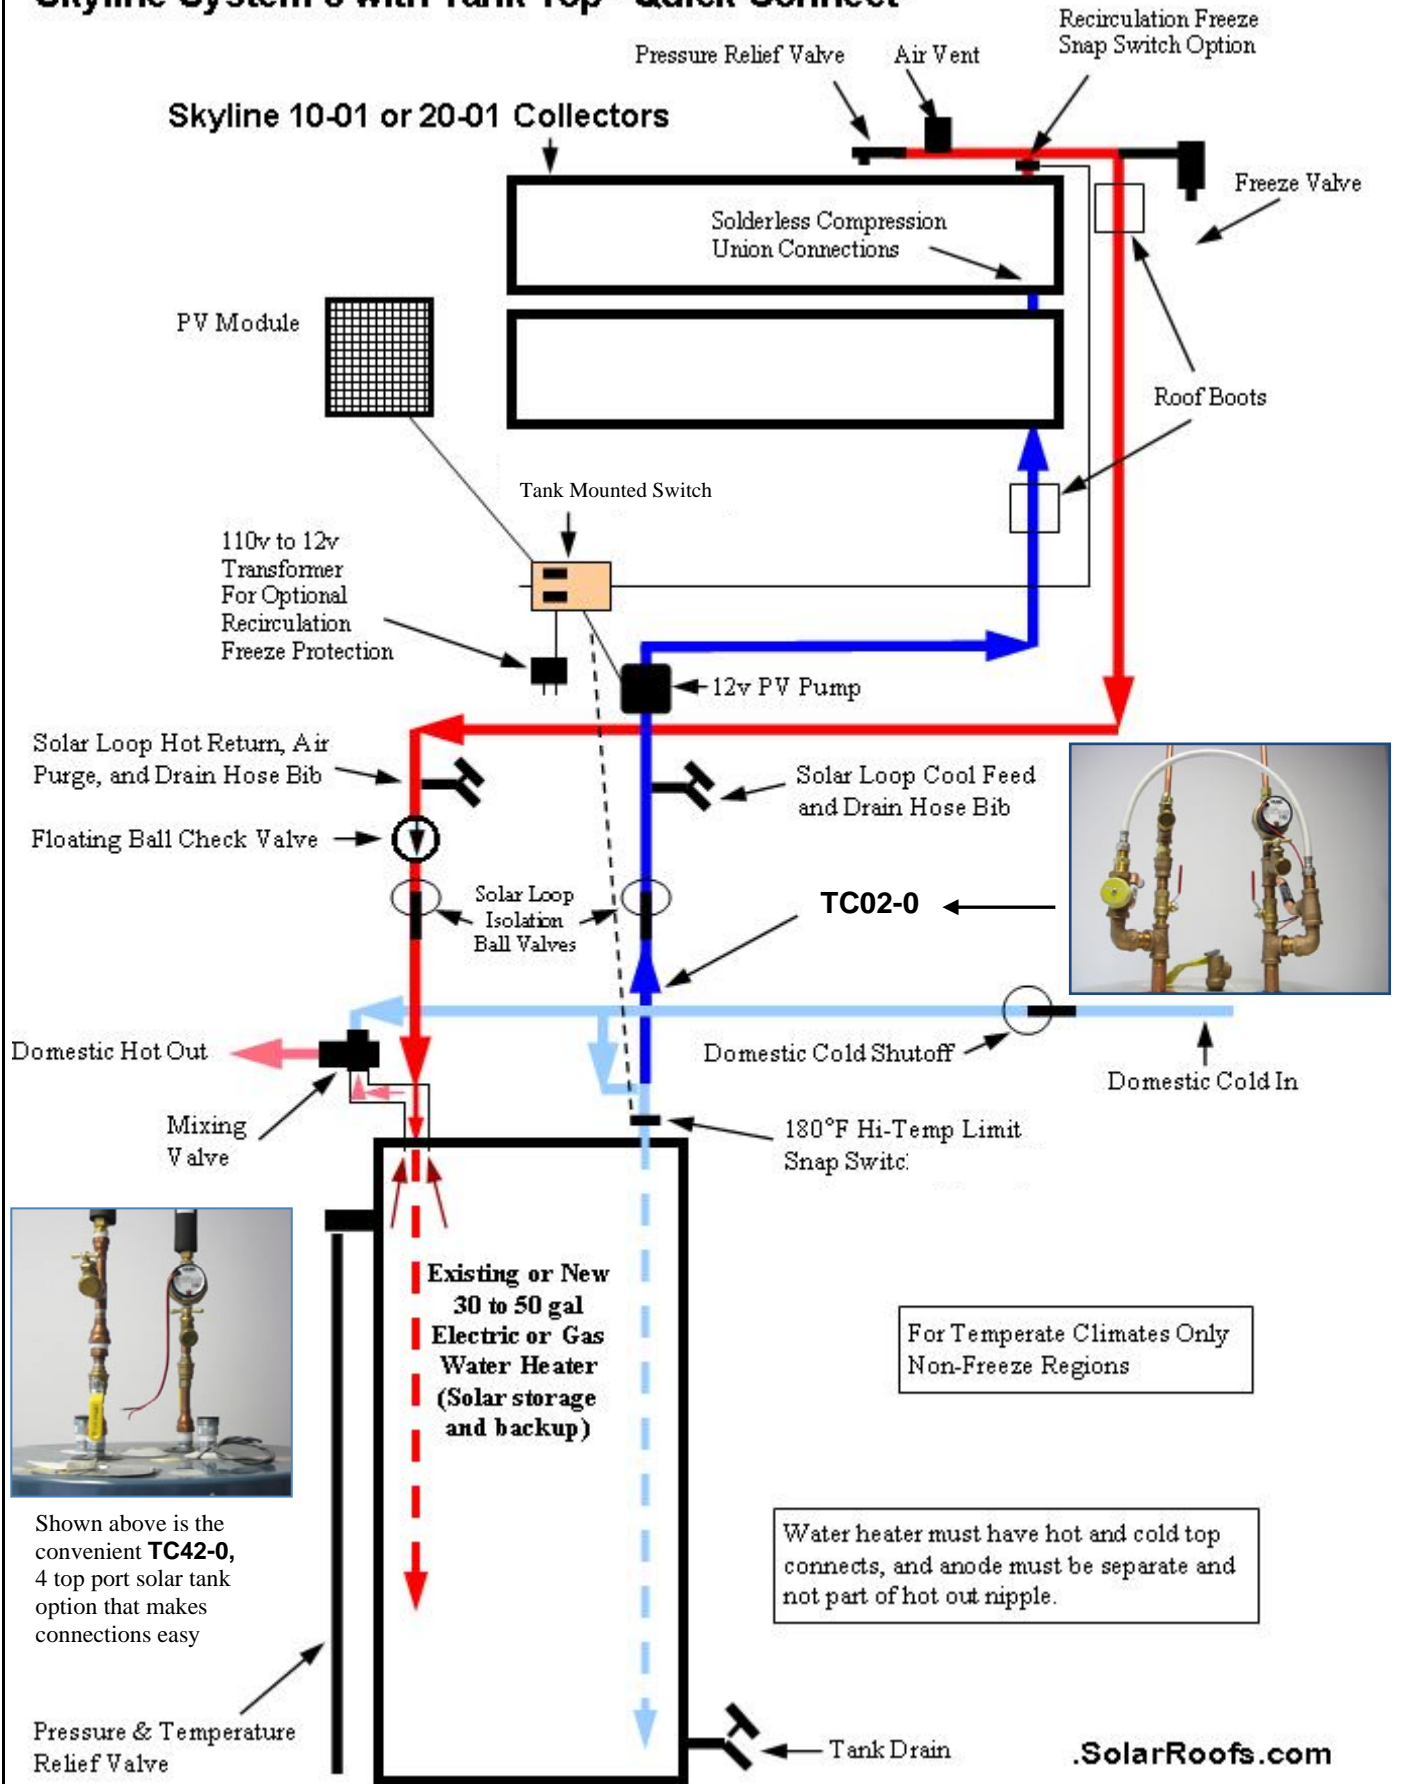 Recirculation Freeze
Snap Switch Option
Pressure Relief Valve
Air Vent
Skyline 10-01 or 20-01 Collectors
Freeze Valve
Solderless Compression
Union Connections
PV Module
Roof Boots
Tank Mounted Switch
110v to 12v
Transformer
For Optional
Recirculation
Freeze Protection
12v PV Pump
Solar Loop Hot Return, Air
Purge, and Drain Hose Bib
Solar Loop Cool Feed
and Drain Hose Bib
Floating Ball Check Valve
Solar Loop
Isolation
Ball Valves
TC02-0
Domestic Hot Out
Domestic Cold Shutoff
Domestic Cold In
Mixing
Valve
180°F Hi-Temp Limit
Snap Switc
Existing or New
30 to 50 gal
Electric or Gas
Water Heater
(Solar storage
and backup)
For Temperate Climates Only
Non-Freeze Regions
Water heater must have hot and cold top
connects, and anode must be separate and
not part of hot out nipple.
Shown above is the
convenient TC42-0,
4 top port solar tank
option that makes
connections easy
Pressure & Temperature
Relief Valve
Tank Drain
.SolarRoofs.com